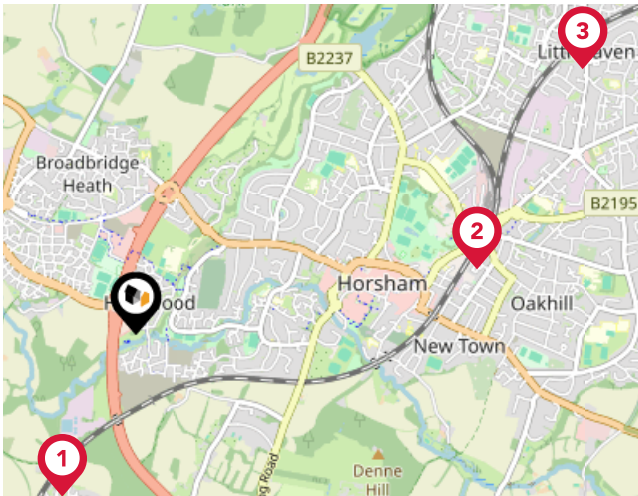 3
B2237
Broadbridge
Heath
B2195
2
Horsham
Oakhill
New Town
1
Road
Denne
Hill